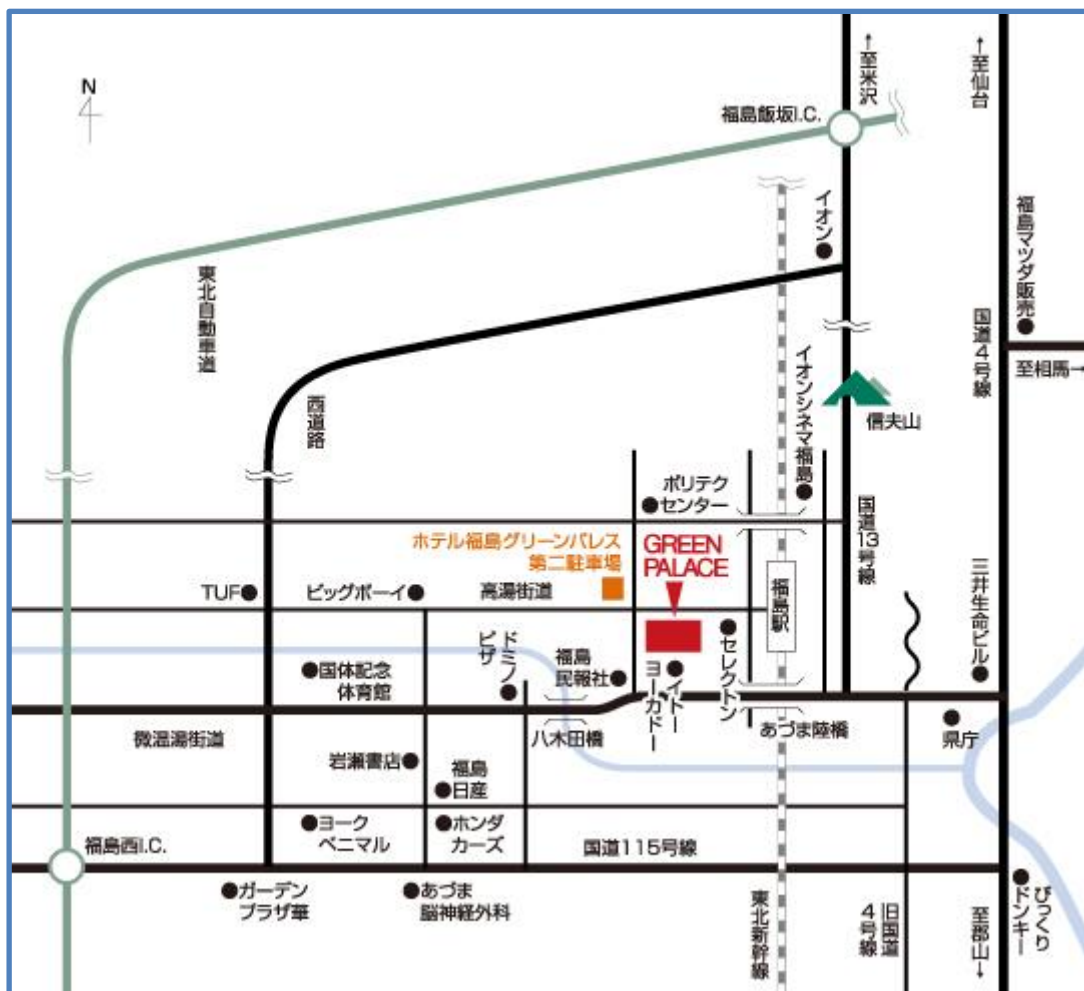 N
↑至米沢
↑至仙台
福島飯坂I.C.
イオン
福島マツダ販売
東北自動車道
国道4号線
至相馬→
イオンシネマ福島
西道路
信夫山
ポリテク
センター
国道13号線
ホテル福島グリーンパレス
第二駐車場
GREEN
PALACE
三井生命ビル
TUF
ビッグボーイ
高湯街道
福島駅
ドミノ
ピザ
福島
民報社
イトー
ヨーカドー
セレクトン
国体記念
体育館
微温湯街道
八木田橋
あづま陸橋
県庁
岩瀬書店
福島
日産
ヨーク
ベニマル
ホンダ
カーズ
福島西I.C.
国道115号線
ガーデン
プラザ華
あづま
脳神経外科
東北新幹線
旧国道
4号線
至郡山→
びっくり
ドンキー